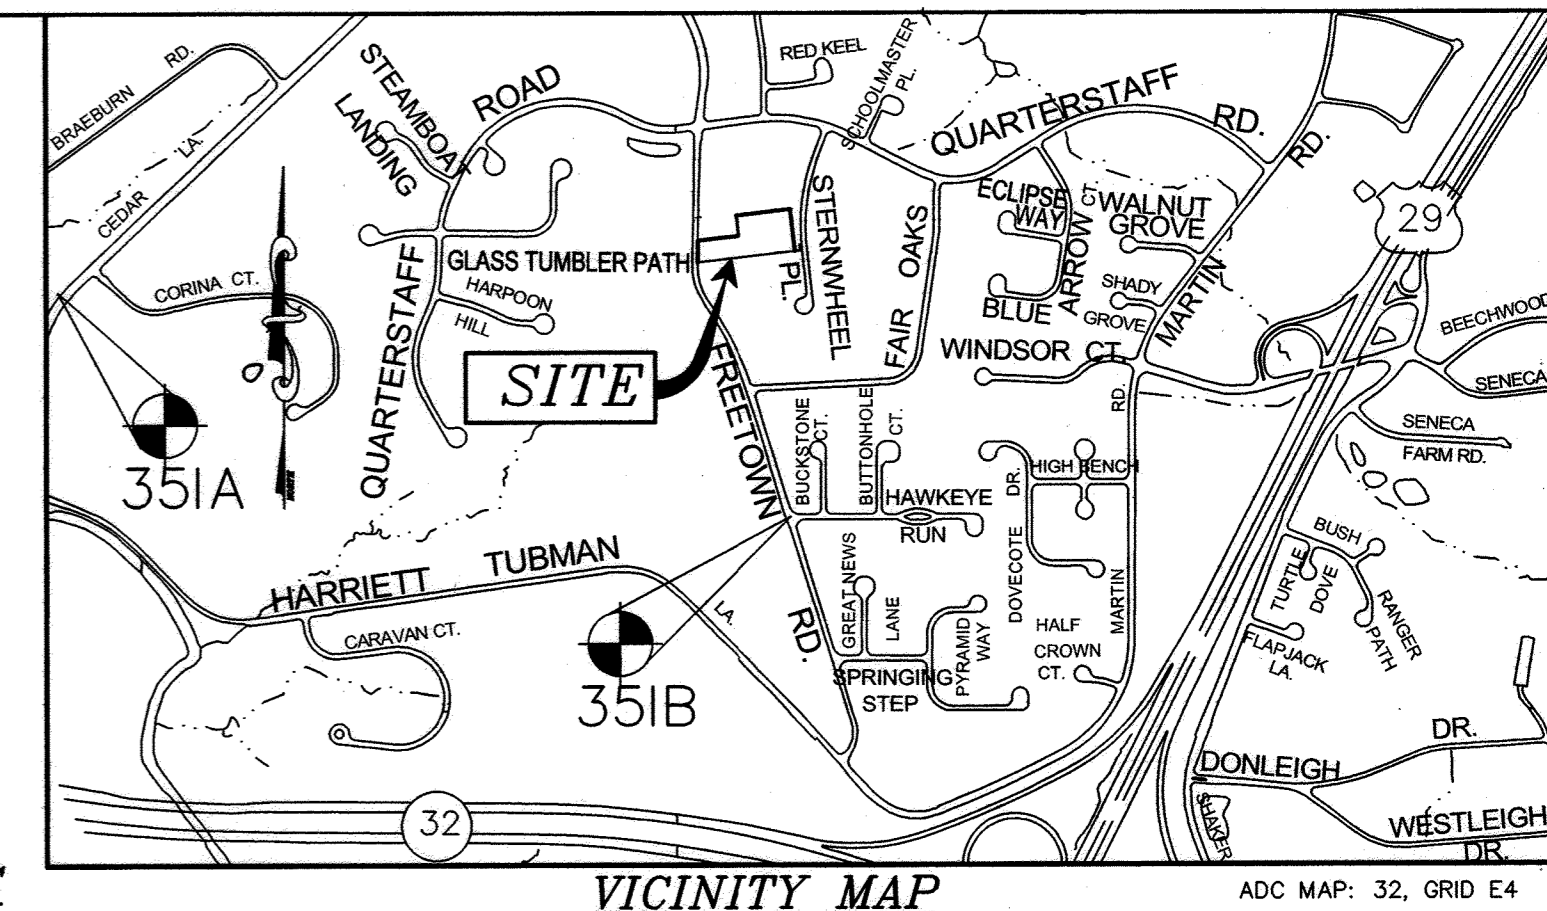 BRAEBURN RD.
CEDAR LA.
CORINA CT.
STEAMBOAT
LANDING
QUARTERSTAFF ROAD
GLASS TUMBLER PATH
HARPOON
HILL
RED KEEL
SCHOOLMASTER
PL.
QUARTERSTAFF RD.
STERNWHEEL
PL.
FAIR OAKS
ECLIPSE
WAY
BLUE ARROW CT.
WALNUT
GROVE
SHADY
GROVE
MARTIN RD.
WINDSOR CT.
29
BEECHWOOD
SENECA
SENECA
FARM RD.
SITE
FREETOWN RD.
BUCKSTONE
CT.
BUTTONHOLE
CT.
HAWKEYE
RUN
HIGH BENCH
DOVECOTE DR.
MARTIN RD.
351A
351B
NORTH
HARRIETT TUBMAN LA.
CARAVAN CT.
GREAT NEWS
LANE
SPRINGING
STEP
PYRAMID
WAY
HALF
CROWN
CT.
BUSH
RANGER
PATH
TURTLE
DOVE
FLAPJACK
LA.
DONLEIGH DR.
WESTLEIGH
DR.
SHAKER
32
VICINITY MAP
ADC MAP: 32, GRID E4